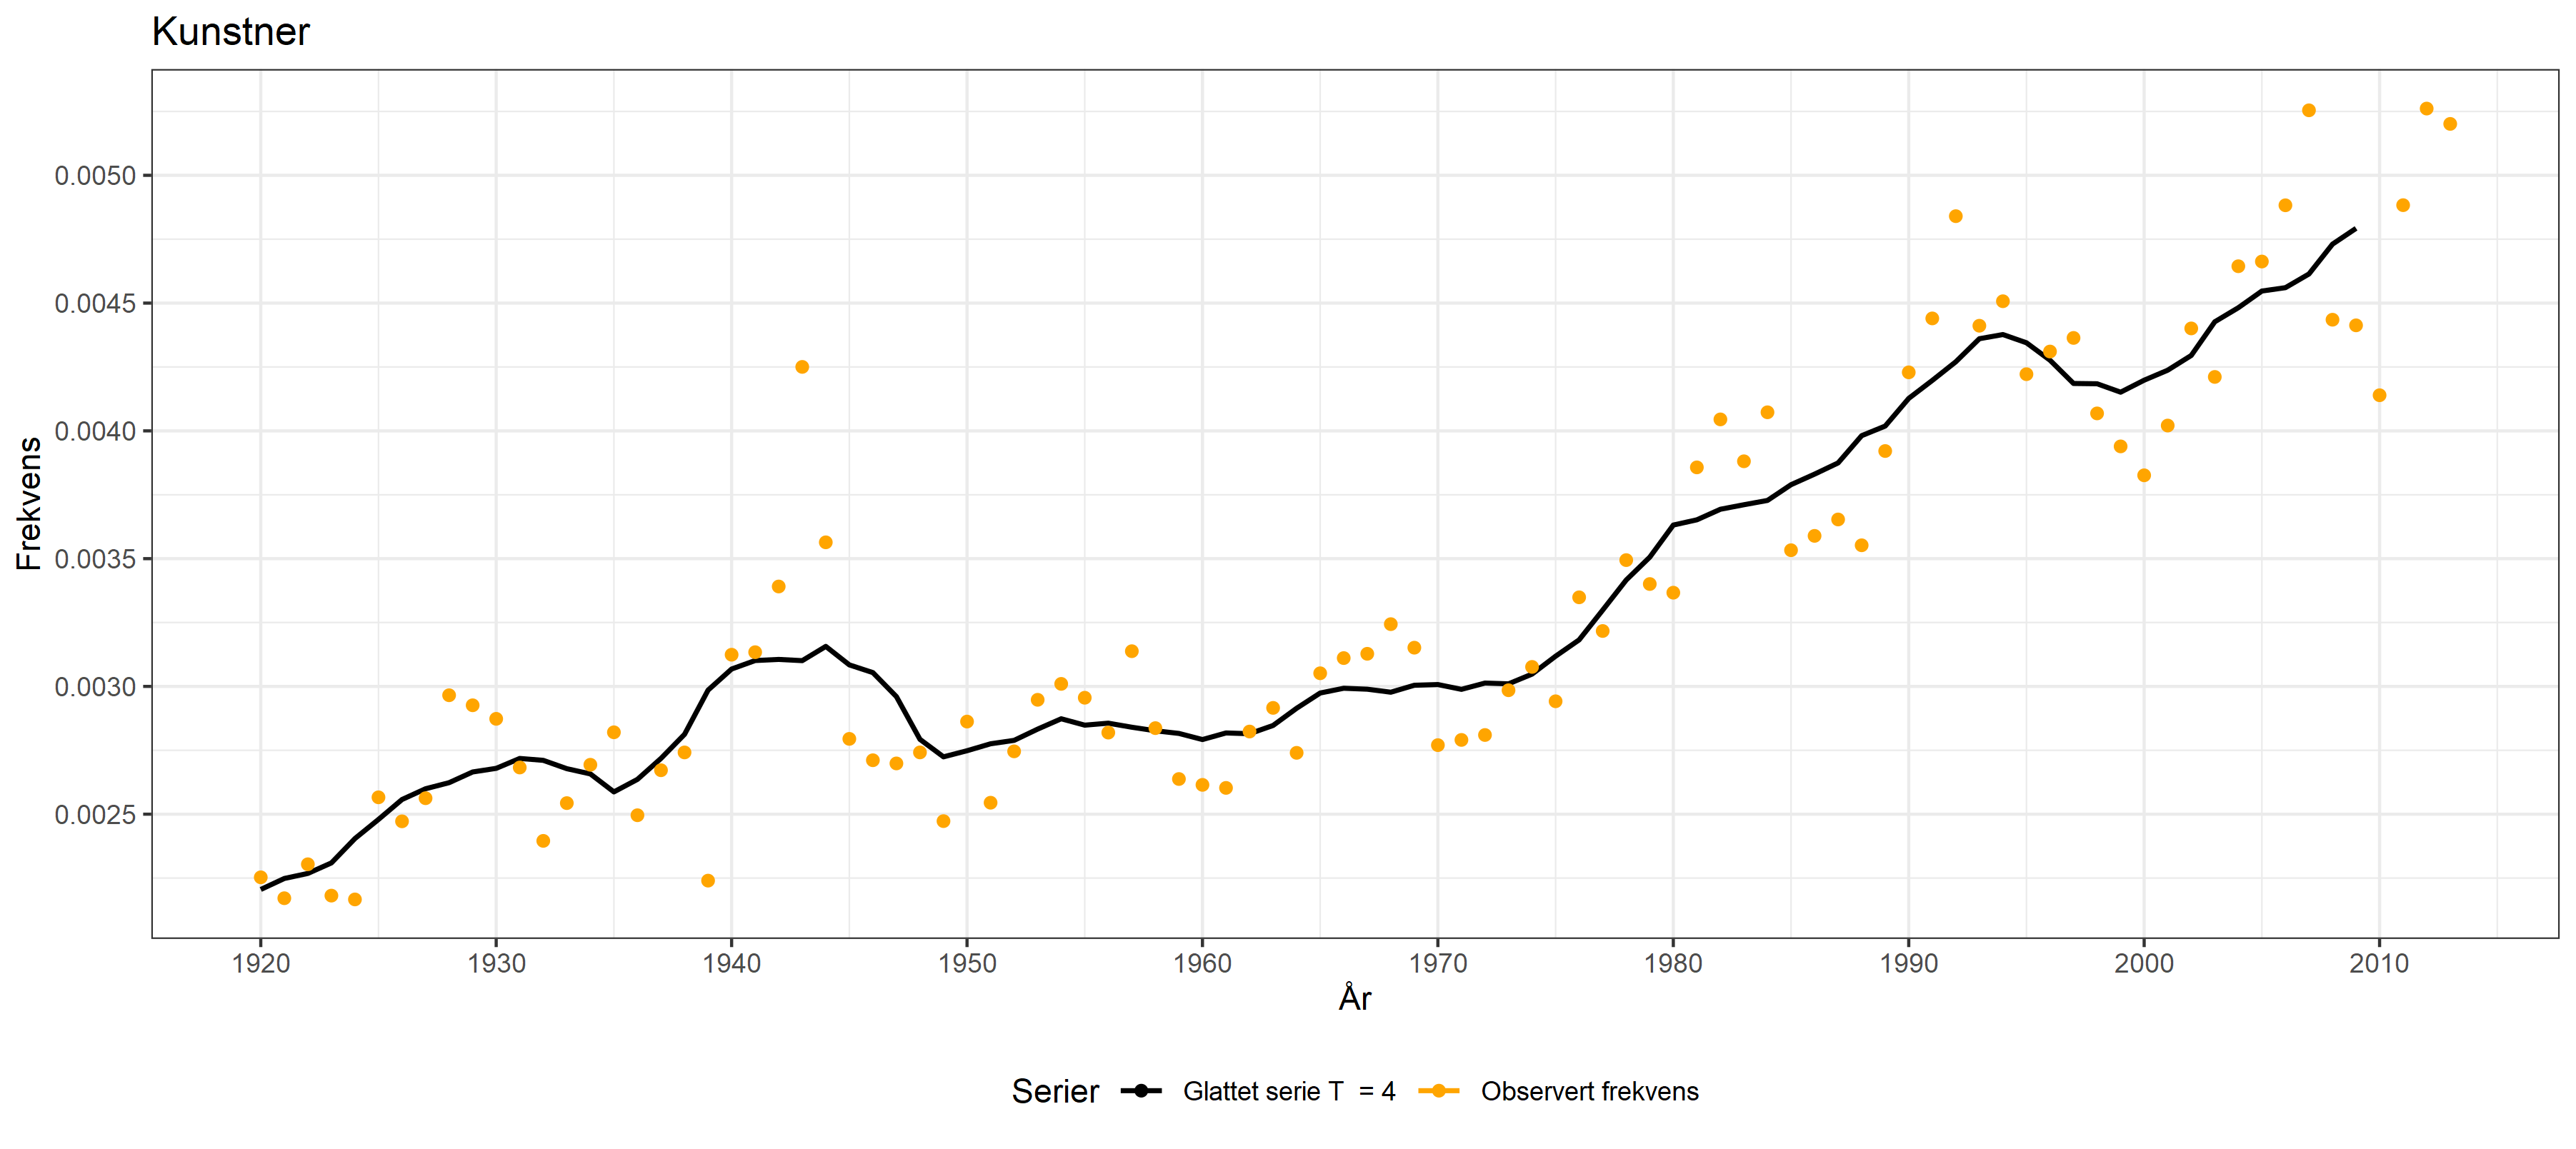 Kunstner
Frekvens
0.0050
0.0045
0.0040
0.0035
0.0030
0.0025
1920 1930 1940 1950 1960 1970 1980 1990 2000 2010
År
Serier Glattet serie T = 4 Observert frekvens